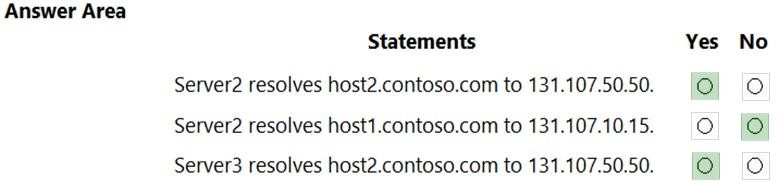 Answer Area
Statements Yes No
Server2 resolves host2.contoso.com to 131.107.50.50.
Server2 resolves host1.contoso.com to 131.107.10.15.
Server3 resolves host2.contoso.com to 131.107.50.50.